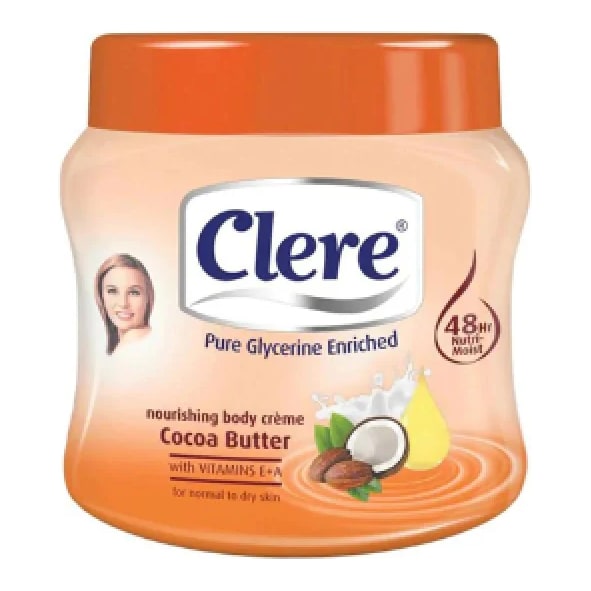 Clere®
Pure Glycerine Enriched
48Hr
Nutri-
Moist
nourishing body crème
Cocoa Butter
with VITAMINS E+A
for normal to dry skin